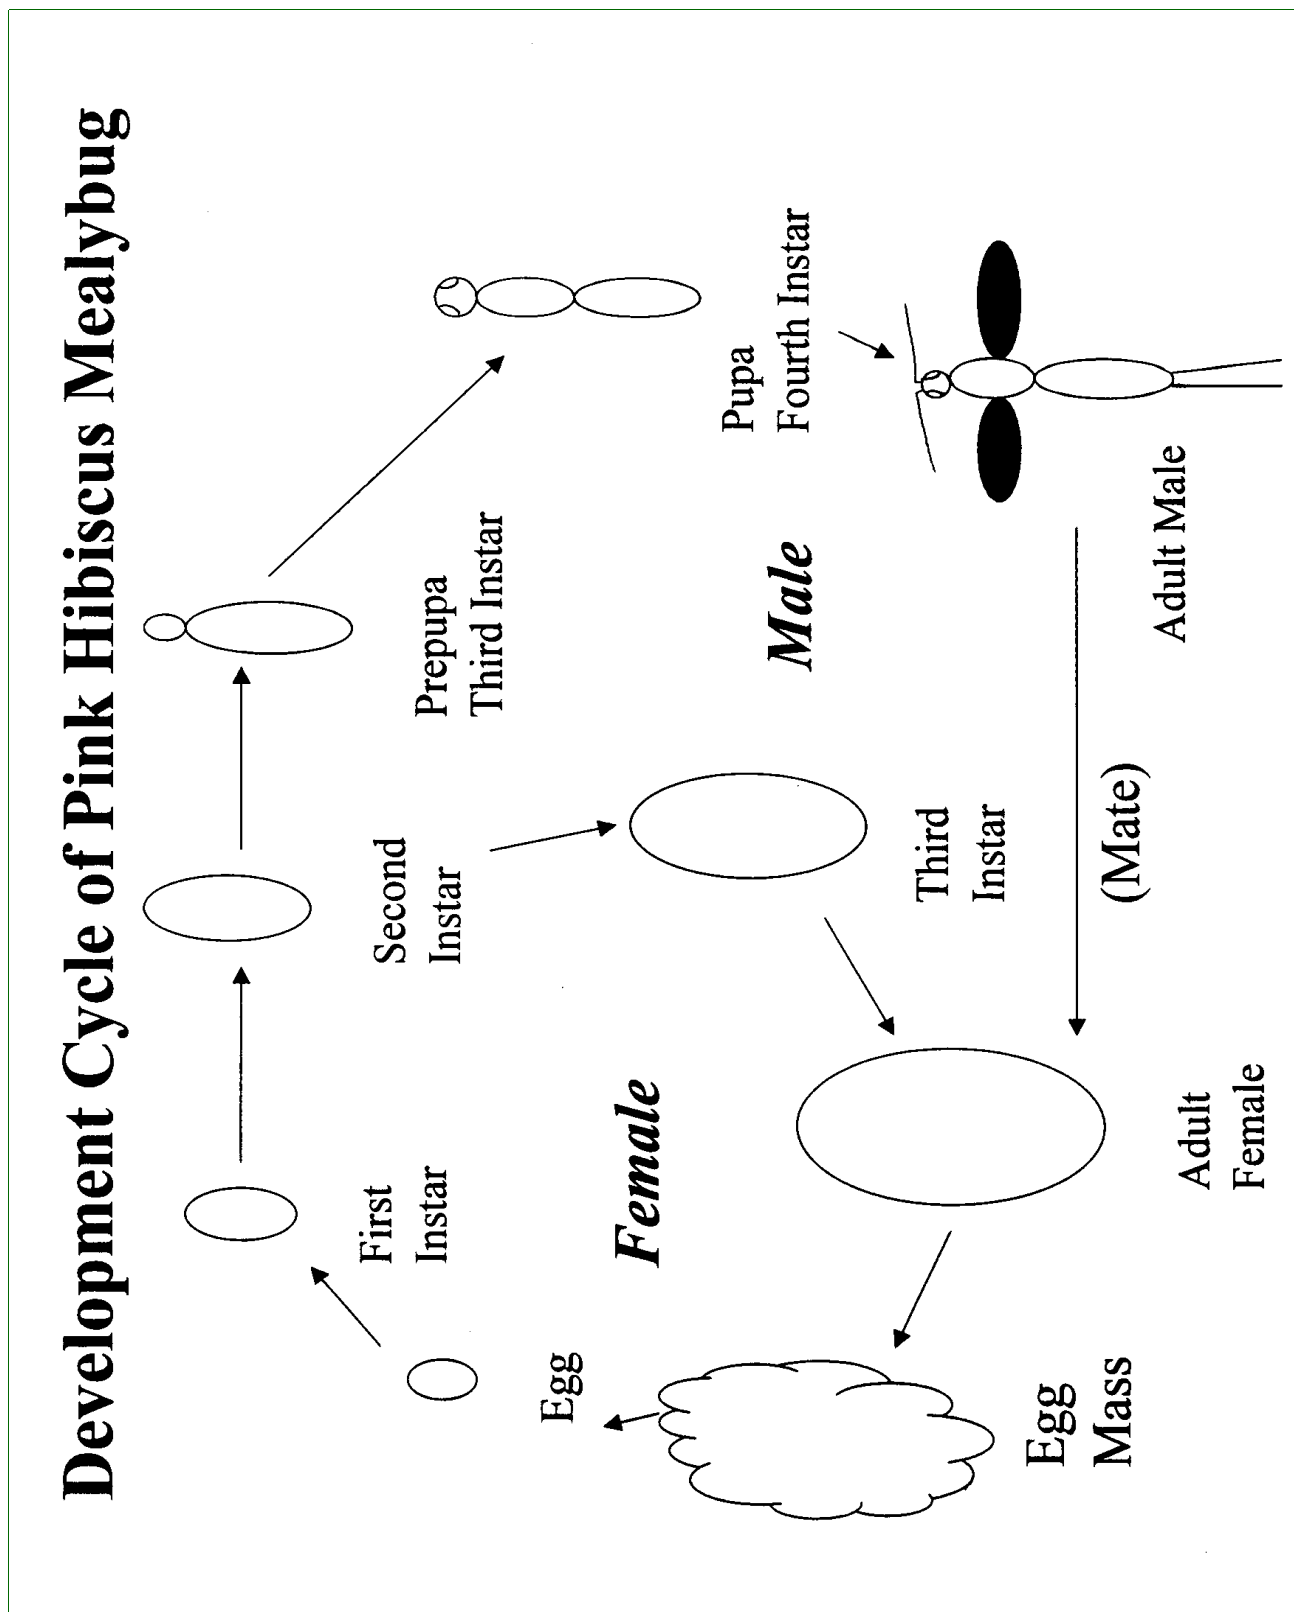 Development Cycle of Pink Hibiscus Mealybug
First
Instar
Second
Instar
Prepupa
Third Instar
Pupa
Fourth Instar
Egg
Female
Third
Instar
Male
Egg
Mass
Adult
Female
(Mate)
Adult Male